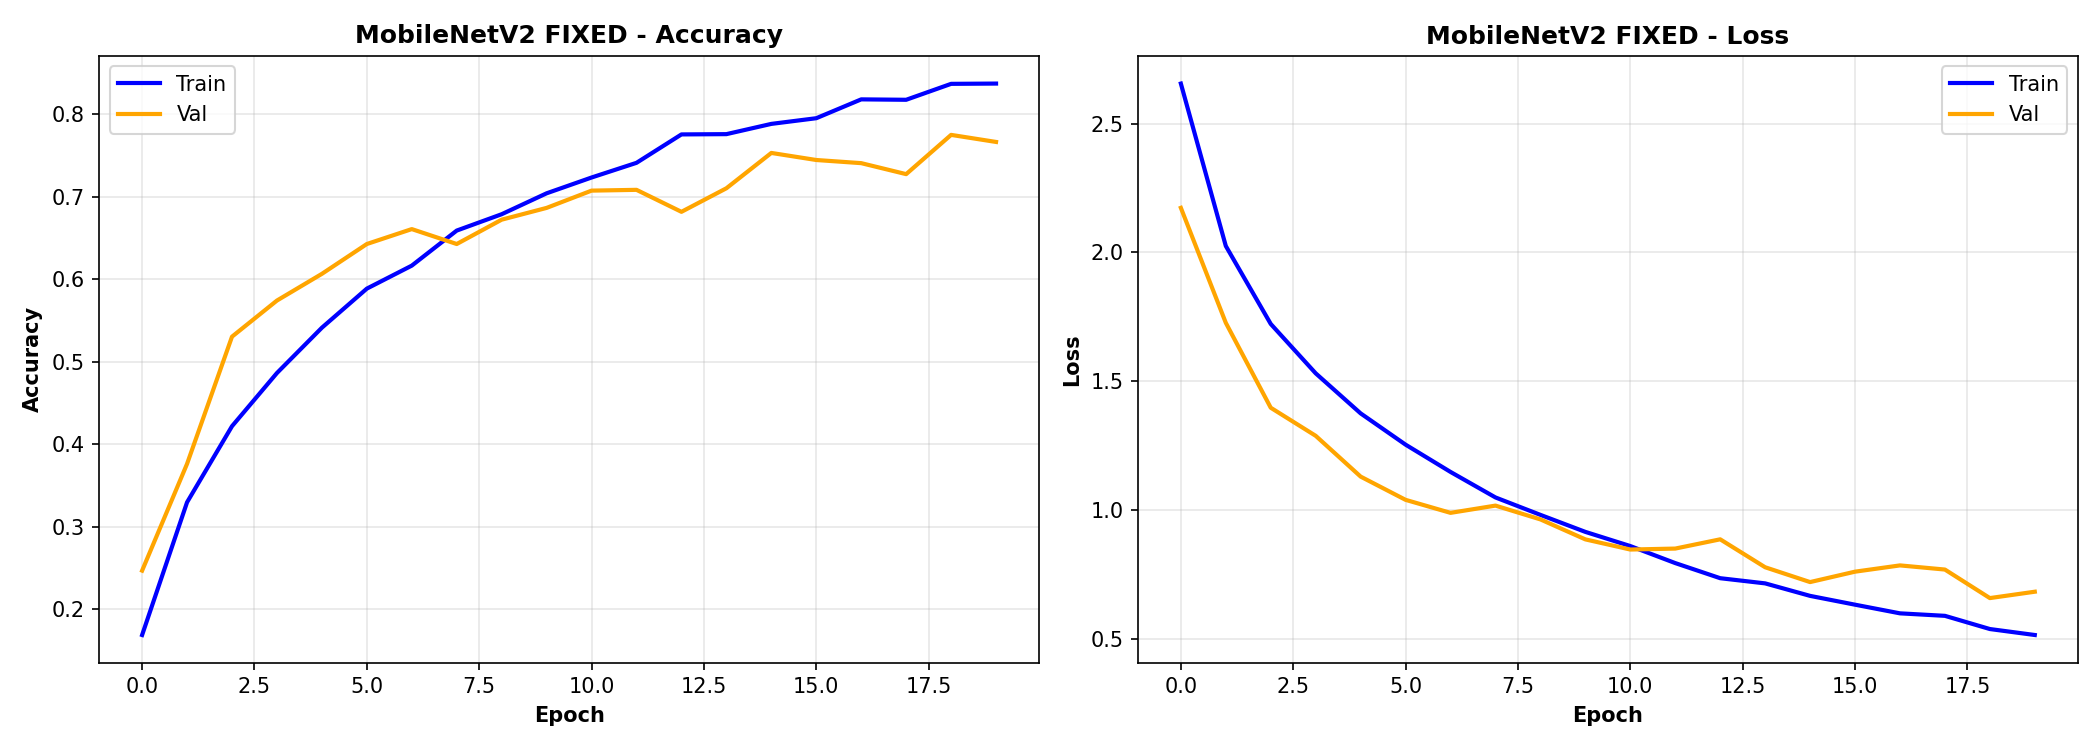 MobileNetV2 FIXED - Accuracy
Train
Val
0.8
0.7
0.6
0.5
0.4
0.3
0.2
Accuracy
0.0 2.5 5.0 7.5 10.0 12.5 15.0 17.5
Epoch
MobileNetV2 FIXED - Loss
Train
Val
2.5
2.0
1.5
1.0
0.5
Loss
0.0 2.5 5.0 7.5 10.0 12.5 15.0 17.5
Epoch